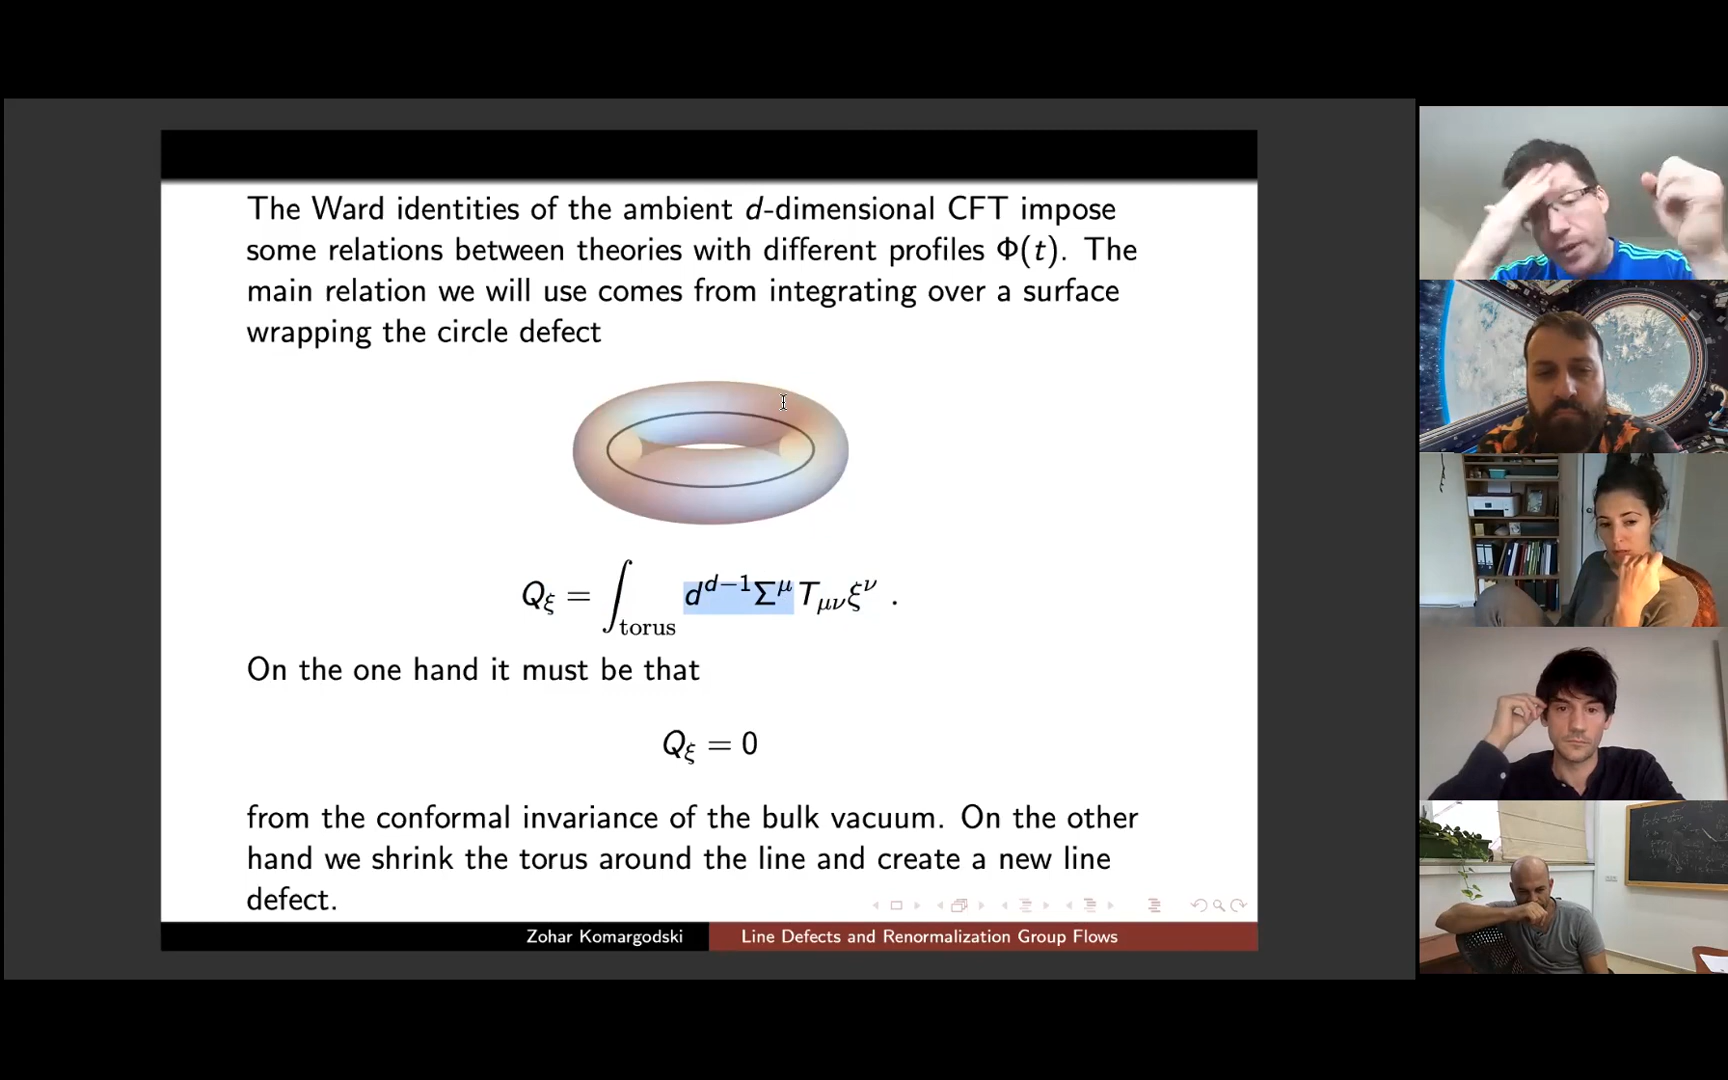 The Ward identities of the ambient d-dimensional CFT impose
some relations between theories with different profiles Φ(t). The
main relation we will use comes from integrating over a surface
wrapping the circle defect
Q_ξ = ∫_torus d^{d−1}Σ^μ T_{μν} ξ^ν .
On the one hand it must be that
Q_ξ = 0
from the conformal invariance of the bulk vacuum. On the other
hand we shrink the torus around the line and create a new line
defect.
Zohar Komargodski Line Defects and Renormalization Group Flows